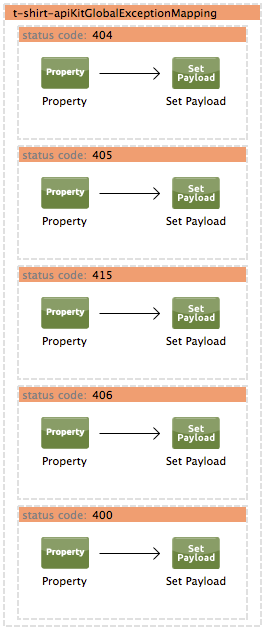 t-shirt-apiKitGlobalExceptionMapping
status code: 404
Property
Set
Payload
Property
Set Payload
status code: 405
Property
Set
Payload
Property
Set Payload
status code: 415
Property
Set
Payload
Property
Set Payload
status code: 406
Property
Set
Payload
Property
Set Payload
status code: 400
Property
Set
Payload
Property
Set Payload